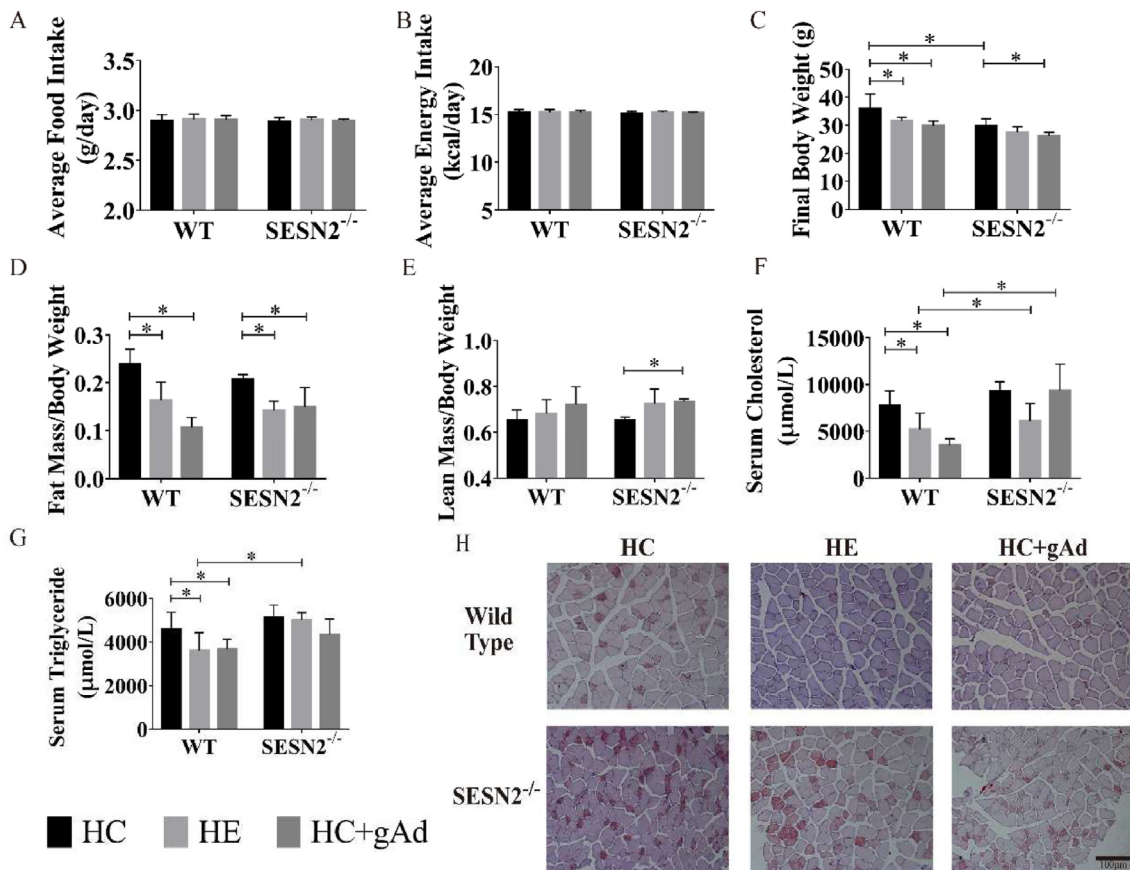 A
Average Food Intake
(g/day)
3.5
3.0
2.5
2.0
WT
SESN2-/-
B
Average Energy Intake
(kcal/day)
20
15
10
5
WT
SESN2-/-
C
Final Body Weight (g)
50
40
30
20
10
0
*
*
*
*
WT
SESN2-/-
D
Fat Mass/Body Weight
0.3
0.2
0.1
0.0
*
*
*
*
WT
SESN2-/-
E
Lean Mass/Body Weight
1.0
0.8
0.6
0.4
*
WT
SESN2-/-
F
Serum Cholesterol
(μmol/L)
15000
10000
5000
0
*
*
*
*
WT
SESN2-/-
G
Serum Triglyceride
(μmol/L)
6000
4000
2000
0
*
*
*
WT
SESN2-/-
HC
HE
HC+gAd
H
HC
HE
HC+gAd
Wild
Type
SESN2-/-
100μm